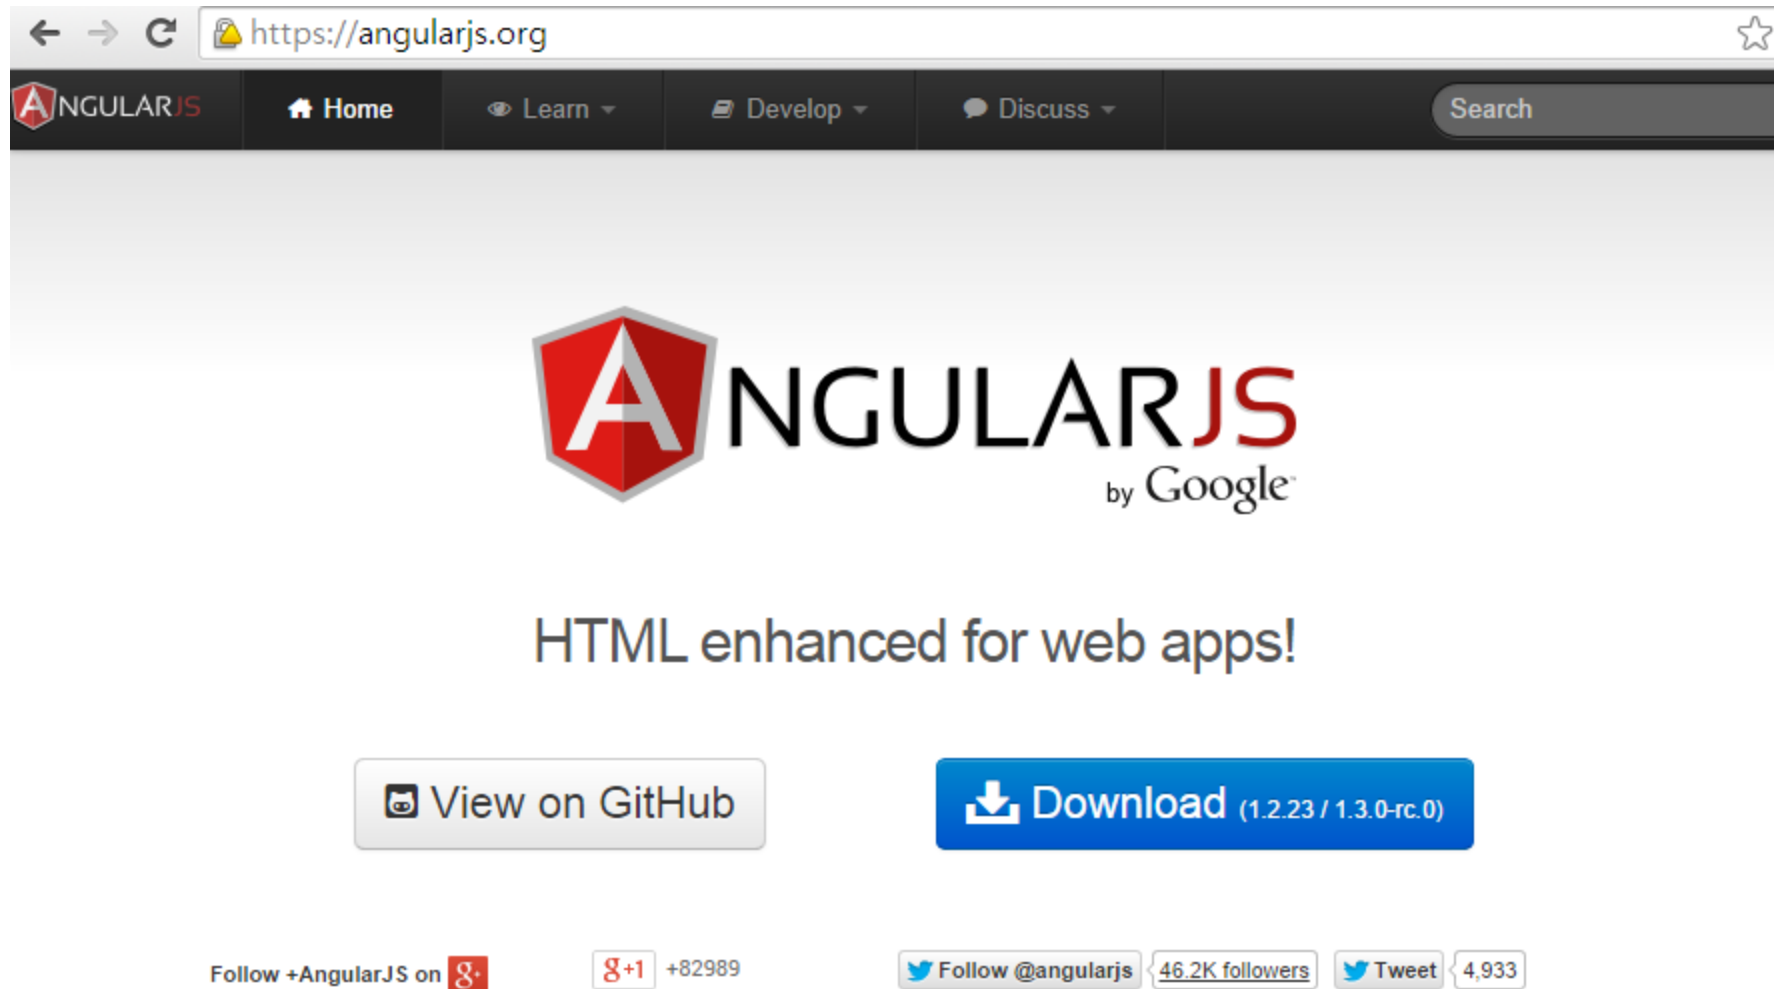 https://angularjs.org
ANGULARJS Home Learn Develop Discuss Search
ANGULARJS
by Google™
HTML enhanced for web apps!
View on GitHub Download (1.2.23 / 1.3.0-rc.0)
Follow +AngularJS on g+ g+1 +82989 Follow @angularjs 46.2K followers Tweet 4,933